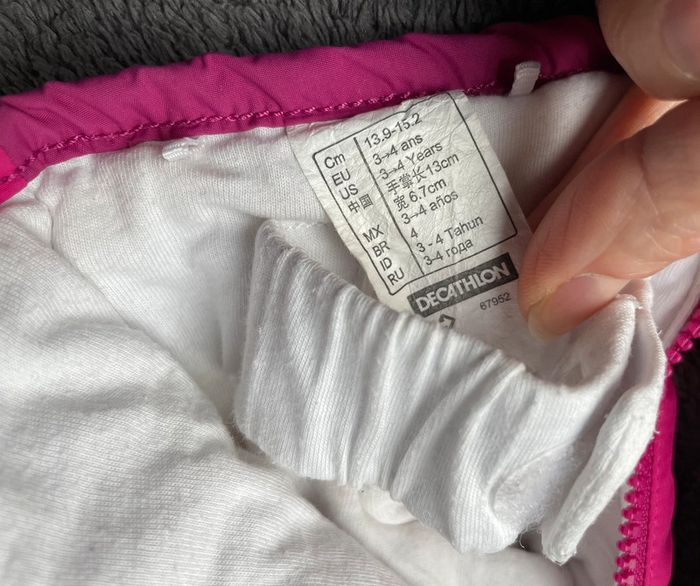 Cm 13.9-15.2
EU 3→4 ans
US 3→4 Years
中国 手掌长13cm
宽 6.7cm
MX 3→4 años
BR 4
ID 3 - 4 Tahun
RU 3-4 года
DECATHLON
67952